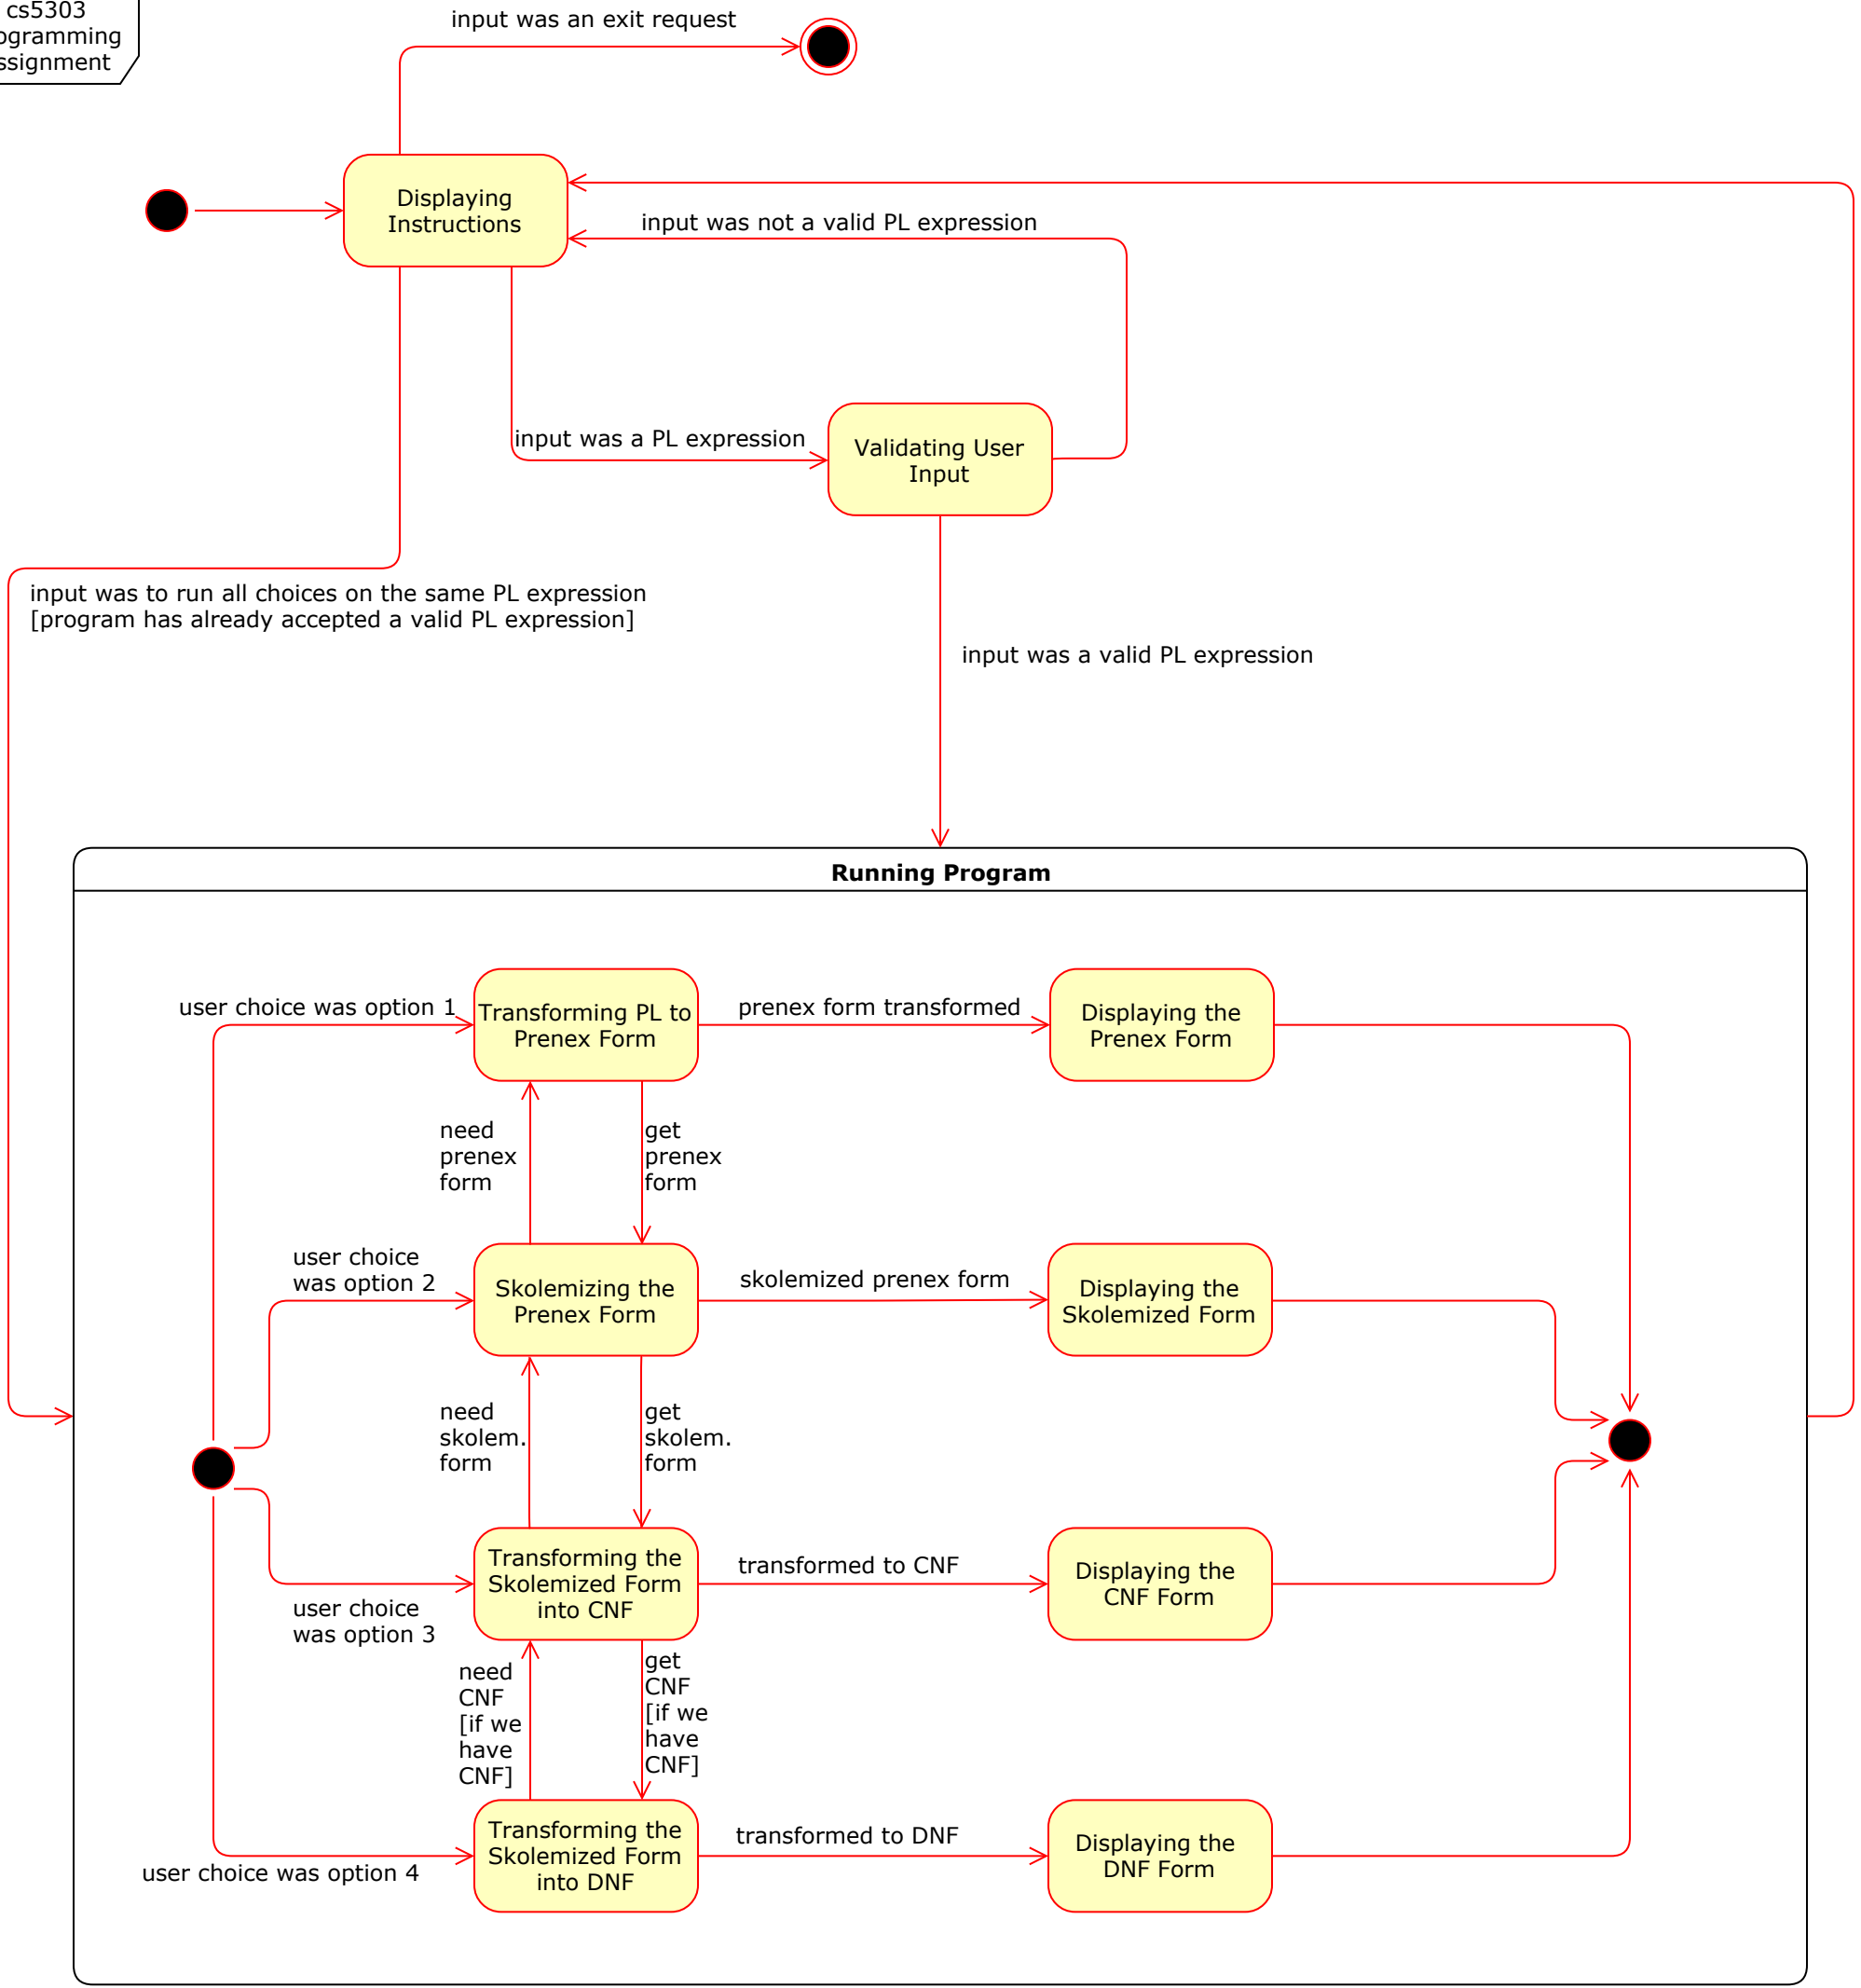 cs5303
input was an exit request
Displaying
Instructions
input was not a valid PL expression
input was a PL expression
Validating User
Input
input was to run all choices on the same PL expression
[program has already accepted a valid PL expression]
input was a valid PL expression
Running Program
user choice was option 1
Transforming PL to
Prenex Form
prenex form transformed
Displaying the
Prenex Form
need
prenex
form
get
prenex
form
user choice
was option 2
Skolemizing the
Prenex Form
skolemized prenex form
Displaying the
Skolemized Form
need
skolem.
form
get
skolem.
form
Transforming the
Skolemized Form
into CNF
transformed to CNF
Displaying the
CNF Form
user choice
was option 3
need
CNF
[if we
have
CNF]
get
CNF
[if we
have
CNF]
Transforming the
Skolemized Form
into DNF
transformed to DNF
Displaying the
DNF Form
user choice was option 4